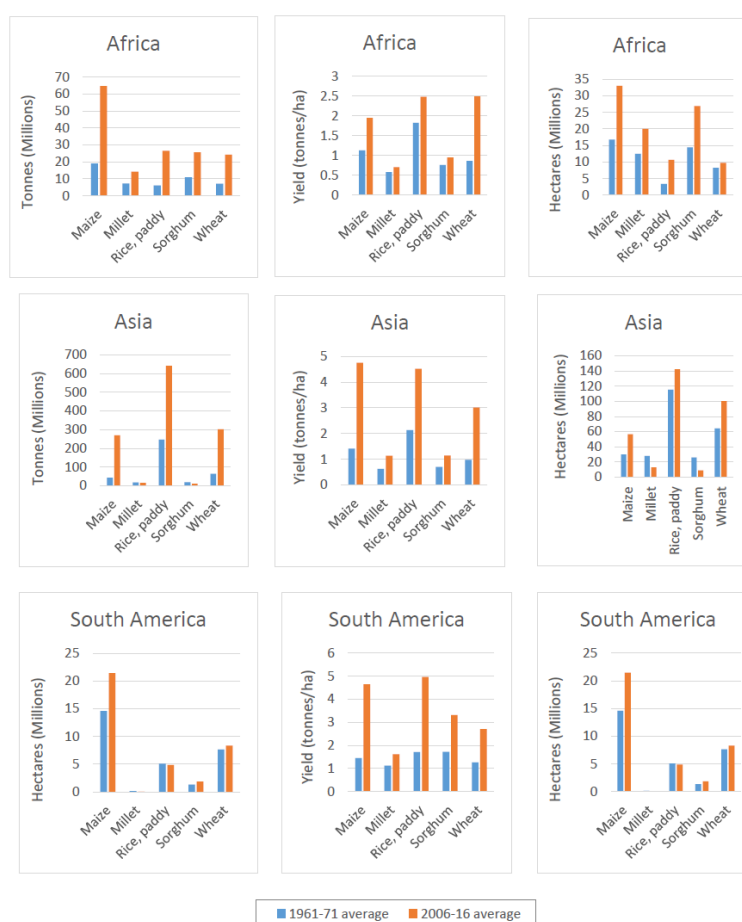 Africa
Tonnes (Millions)
70
60
50
40
30
20
10
0
Maize
Millet
Rice, paddy
Sorghum
Wheat
Africa
Yield (tonnes/ha)
3
2.5
2
1.5
1
0.5
0
Maize
Millet
Rice, paddy
Sorghum
Wheat
Africa
Hectares (Millions)
35
30
25
20
15
10
5
0
Maize
Millet
Rice, paddy
Sorghum
Wheat
Asia
Tonnes (Millions)
700
600
500
400
300
200
100
0
Maize
Millet
Rice, paddy
Sorghum
Wheat
Asia
Yield (tonnes/ha)
5
4
3
2
1
0
Maize
Millet
Rice, paddy
Sorghum
Wheat
Asia
Hectares (Millions)
160
140
120
100
80
60
40
20
0
Maize
Millet
Rice, paddy
Sorghum
Wheat
South America
Hectares (Millions)
25
20
15
10
5
0
Maize
Millet
Rice, paddy
Sorghum
Wheat
South America
Yield (tonnes/ha)
6
5
4
3
2
1
0
Maize
Millet
Rice, paddy
Sorghum
Wheat
South America
Hectares (Millions)
25
20
15
10
5
0
Maize
Millet
Rice, paddy
Sorghum
Wheat
1961-71 average
2006-16 average